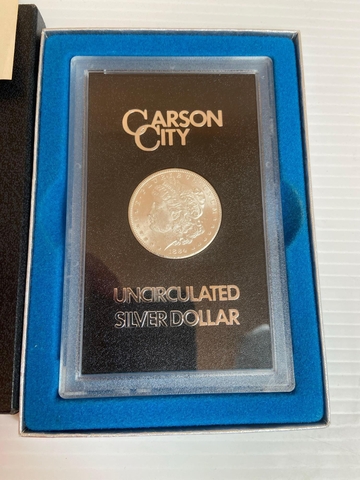 CARSON
CITY
UNCIRCULATED
SILVER DOLLAR